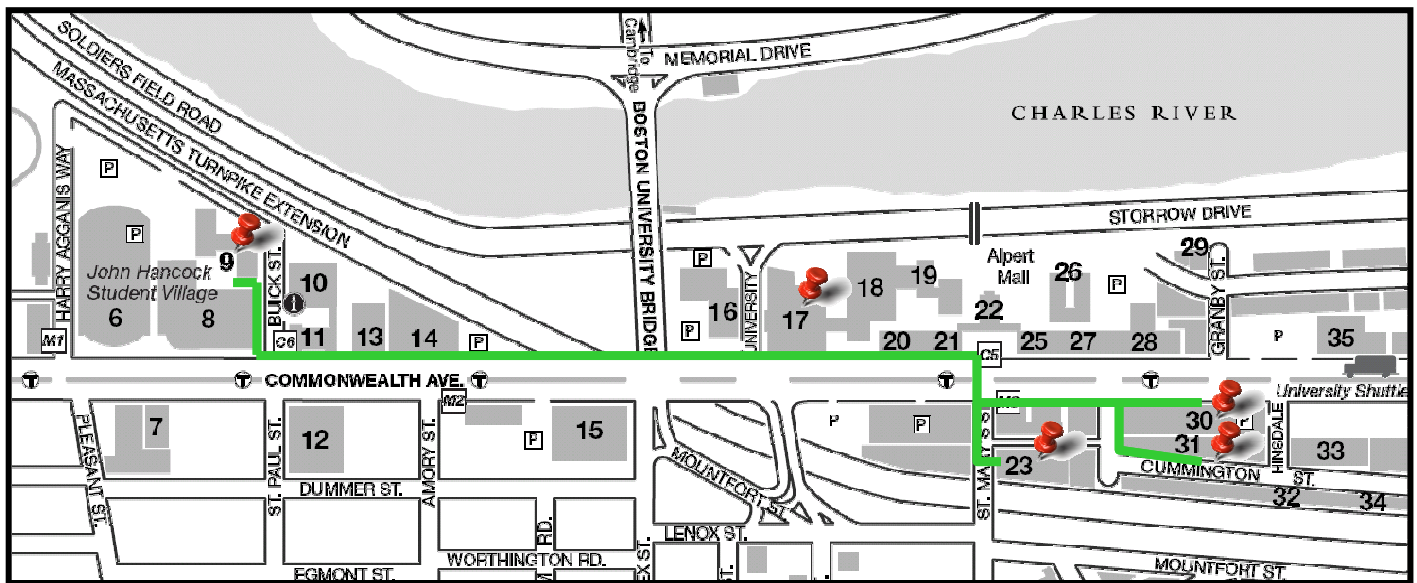 To
Cambridge
MEMORIAL DRIVE
SOLDIERS FIELD ROAD
MASSACHUSETTS TURNPIKE EXTENSION
BOSTON UNIVERSITY BRIDGE
CHARLES RIVER
STORROW DRIVE
HARRY AGGANIS WAY
P
P
9
John Hancock
Student Village
6
8
BUICK ST.
10
11
C6
13
14
P
M1
P
P
16
UNIVERSITY
17
18
19
20
21
22
Alpert
Mall
26
P
25
27
28
29
GRANBY ST.
P
35
C5
T
T
COMMONWEALTH AVE.
T
T
T
University Shuttle
M2
PLEASANT ST.
7
ST. PAUL ST.
12
AMORY ST.
P
15
MOUNTFORT ST.
P
P
23
30
P
31
CUMMINGTON
ST.
HINSDALE
33
32
34
DUMMER ST.
RD.
LENOX ST.
WORTHINGTON RD.
EGMONT ST.
EX ST.
ST.
MOUNTFORT ST.